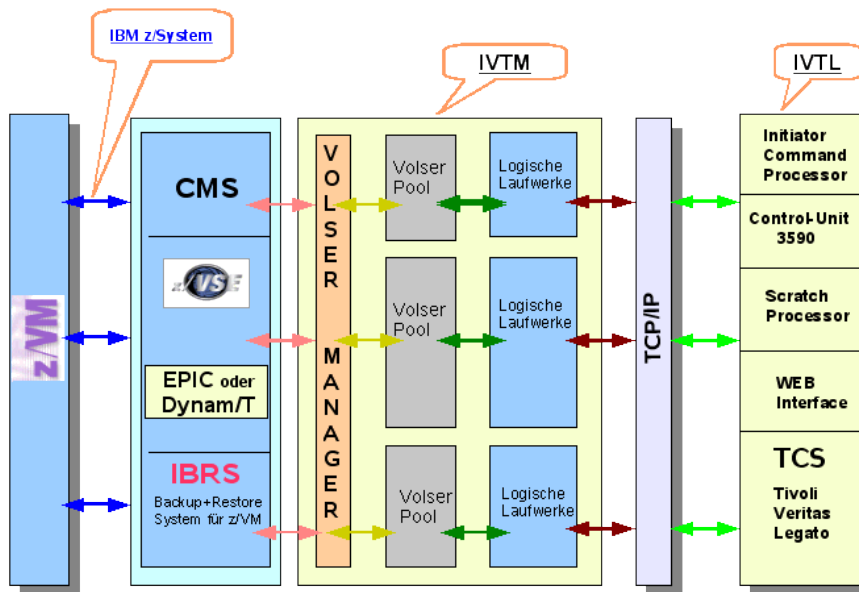 IBM z/System
IVTM
IVTL
z/VM
CMS
z/VSE
EPIC oder
Dynam/T
IBRS
Backup+Restore
System für z/VM
VOLSER MANAGER
Volser
Pool
Logische
Laufwerke
Volser
Pool
Logische
Laufwerke
Volser
Pool
Logische
Laufwerke
TCP/IP
Initiator
Command
Processor
Control-Unit
3590
Scratch
Processor
WEB
Interface
TCS
Tivoli
Veritas
Legato